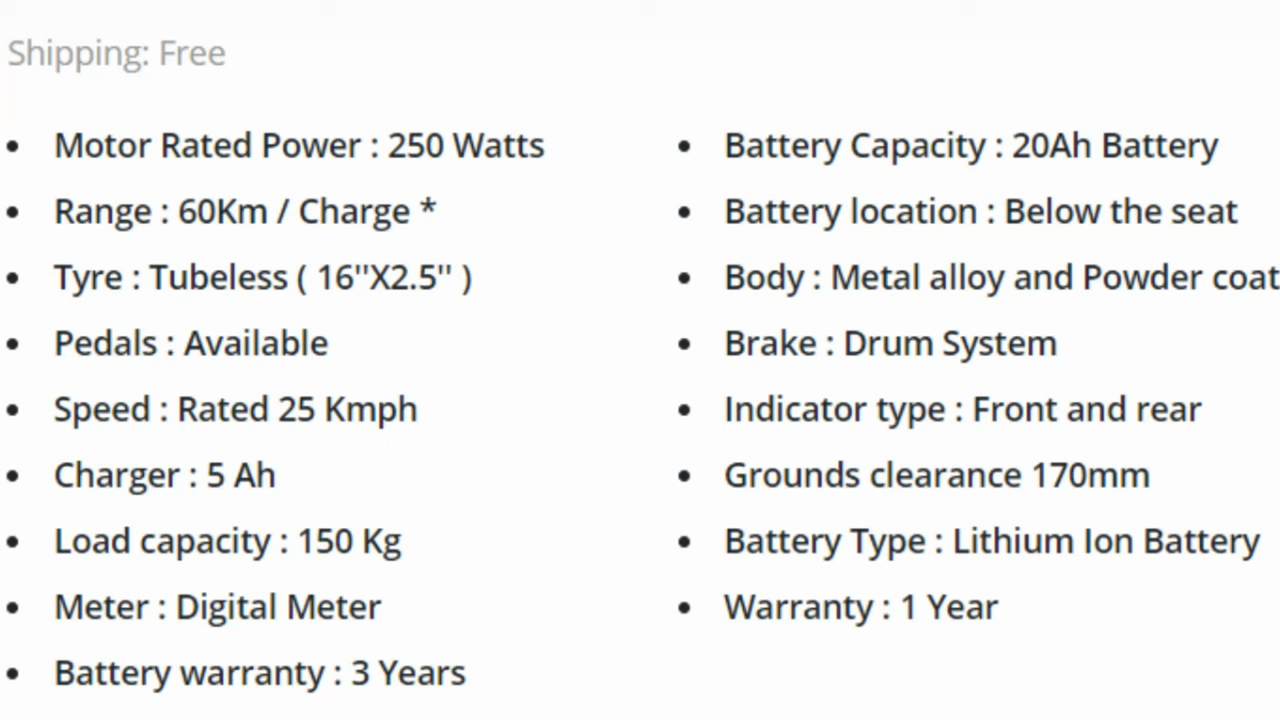 Shipping: Free
• Motor Rated Power : 250 Watts
• Range : 60Km / Charge *
• Tyre : Tubeless ( 16''X2.5'' )
• Pedals : Available
• Speed : Rated 25 Kmph
• Charger : 5 Ah
• Load capacity : 150 Kg
• Meter : Digital Meter
• Battery warranty : 3 Years
• Battery Capacity : 20Ah Battery
• Battery location : Below the seat
• Body : Metal alloy and Powder coat
• Brake : Drum System
• Indicator type : Front and rear
• Grounds clearance 170mm
• Battery Type : Lithium Ion Battery
• Warranty : 1 Year